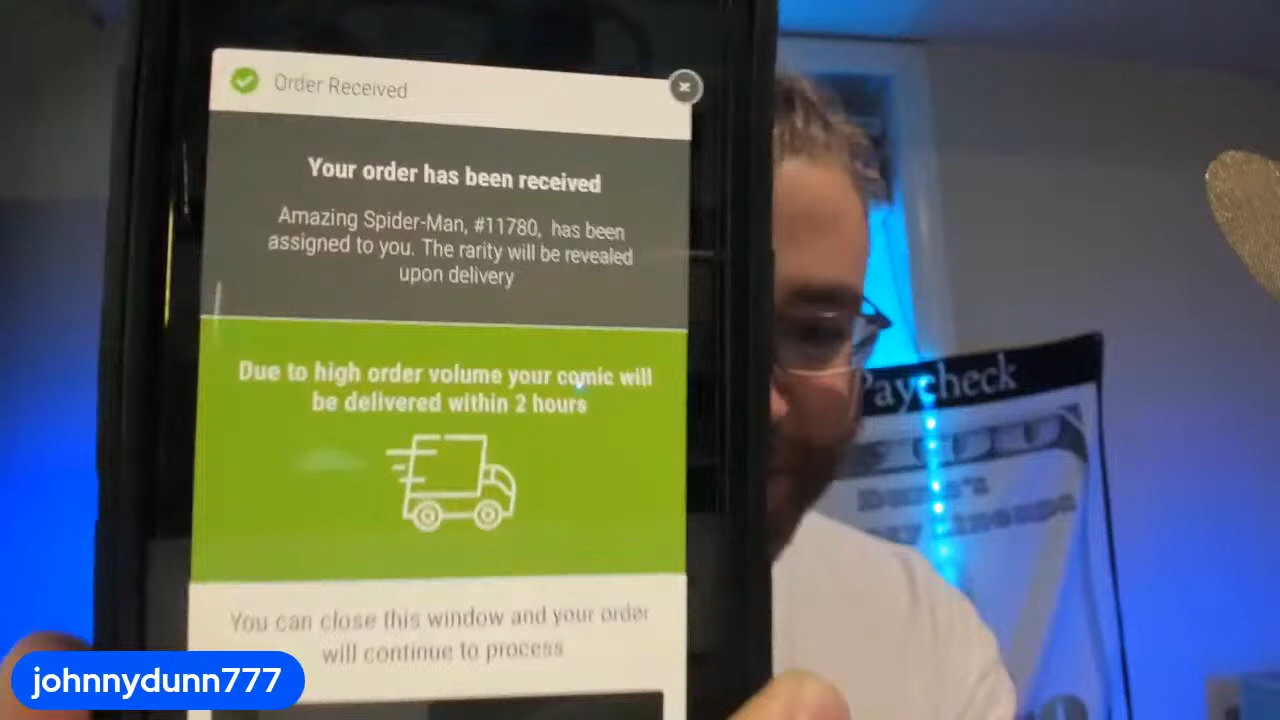 Order Received
Your order has been received
Amazing Spider-Man, #11780, has been
assigned to you. The rarity will be revealed
upon delivery
Due to high order volume your comic will
be delivered within 2 hours
You can close this window and your order
will continue to process
Paycheck
johnnydunn777